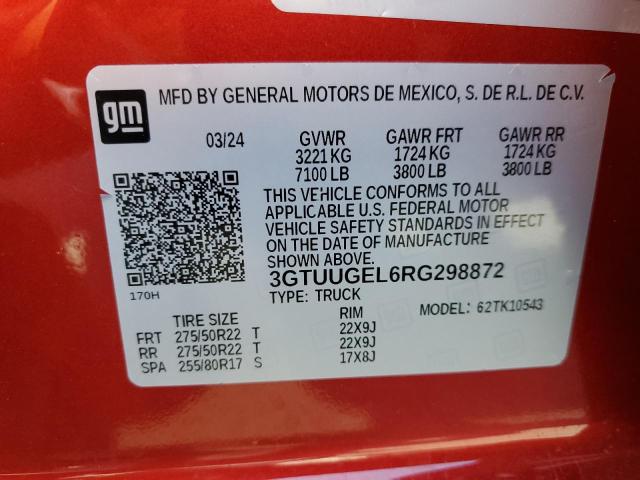 gm
MFD BY GENERAL MOTORS DE MEXICO, S. DE R.L. DE C.V.
03/24 GVWR GAWR FRT GAWR RR
3221 KG 1724 KG 1724 KG
7100 LB 3800 LB 3800 LB
THIS VEHICLE CONFORMS TO ALL
APPLICABLE U.S. FEDERAL MOTOR
VEHICLE SAFETY STANDARDS IN EFFECT
ON THE DATE OF MANUFACTURE
SHOWN ABOVE.
170H
3GTUUGEL6RG298872
TYPE: TRUCK MODEL: 62TK10543
TIRE SIZE RIM
FRT 275/50R22 T 22X9J
RR 275/50R22 T 22X9J
SPA 255/80R17 S 17X8J